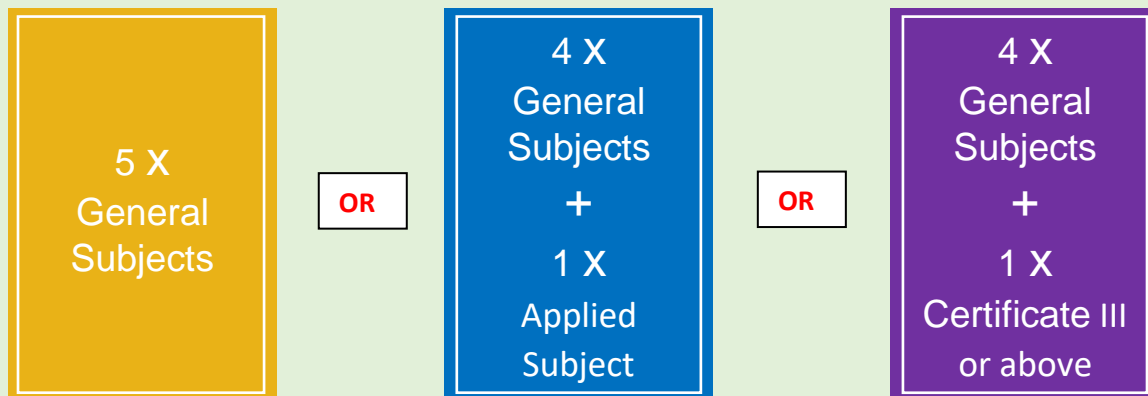 5 X
General
Subjects
OR
4 X
General
Subjects
+
1 X
Applied
Subject
OR
4 X
General
Subjects
+
1 X
Certificate III
or above